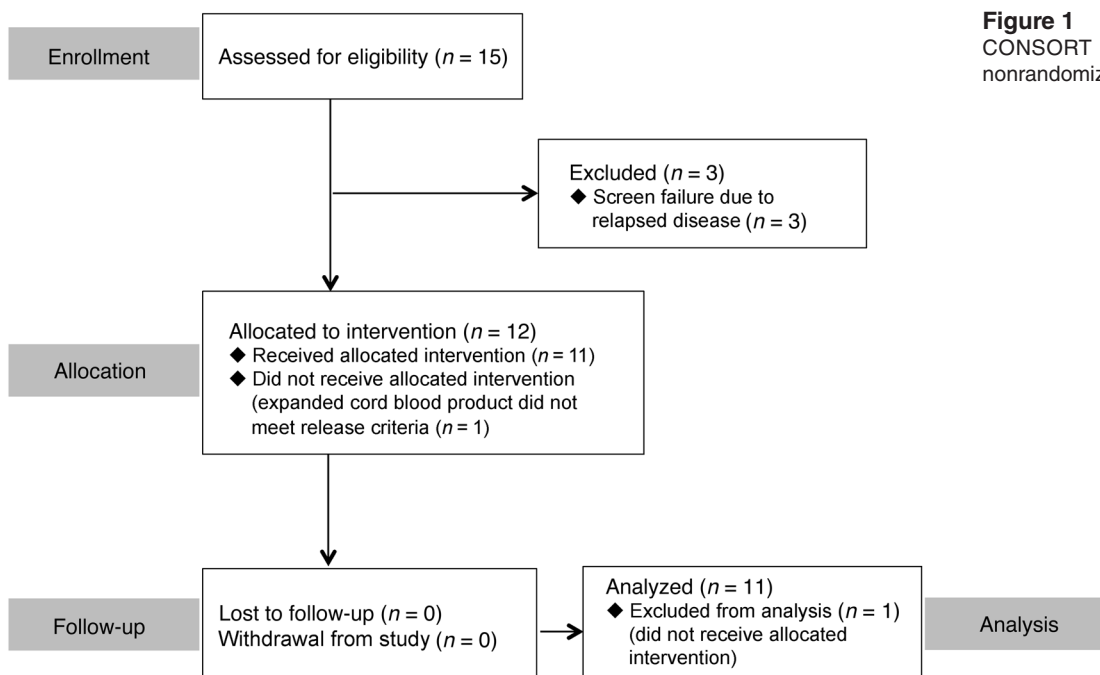 Figure 1
CONSORT
Enrollment
Assessed for eligibility (n = 15)
Excluded (n = 3)
◆ Screen failure due to
relapsed disease (n = 3)
Allocation
Allocated to intervention (n = 12)
◆ Received allocated intervention (n = 11)
◆ Did not receive allocated intervention
(expanded cord blood product did not
meet release criteria (n = 1)
Follow-up
Lost to follow-up (n = 0)
Withdrawal from study (n = 0)
Analyzed (n = 11)
◆ Excluded from analysis (n = 1)
(did not receive allocated
intervention)
Analysis